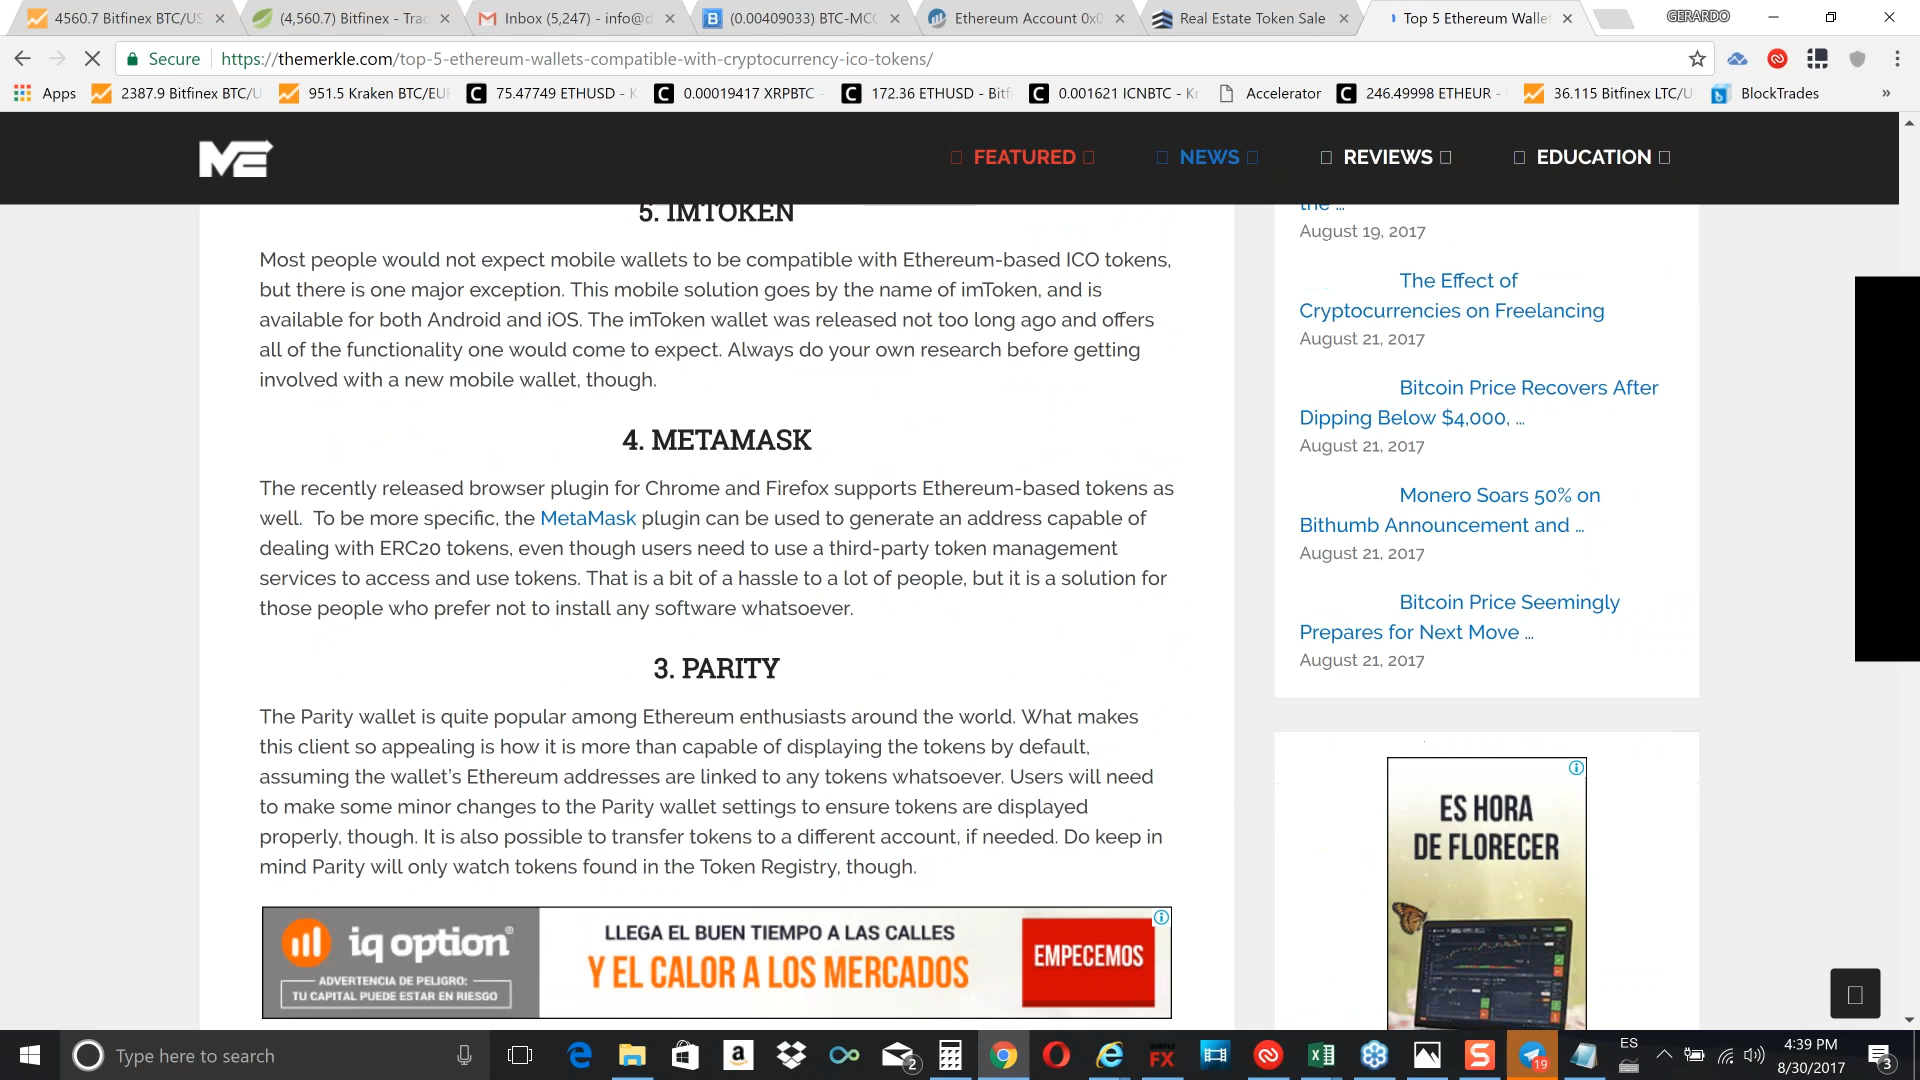 4560.7 Bitfinex BTC/US
(4,560.7) Bitfinex - Trad
Inbox (5,247) - info@d
(0.00409033) BTC-MCO
Ethereum Account 0x0
Real Estate Token Sale
Top 5 Ethereum Wallet
GERARDO
Secure
https://themerkle.com/top-5-ethereum-wallets-compatible-with-cryptocurrency-ico-tokens/
Apps
2387.9 Bitfinex BTC/U
951.5 Kraken BTC/EUR
75.47749 ETHUSD - K
0.00019417 XRPBTC -
172.36 ETHUSD - Bitf
0.001621 ICNBTC - Kr
Accelerator
246.49998 ETHEUR -
36.115 Bitfinex LTC/U
BlockTrades
»
FEATURED
NEWS
REVIEWS
EDUCATION
5. IMTOKEN
Most people would not expect mobile wallets to be compatible with Ethereum-based ICO tokens,
but there is one major exception. This mobile solution goes by the name of imToken, and is
available for both Android and iOS. The imToken wallet was released not too long ago and offers
all of the functionality one would come to expect. Always do your own research before getting
involved with a new mobile wallet, though.
4. METAMASK
The recently released browser plugin for Chrome and Firefox supports Ethereum-based tokens as
well.  To be more specific, the MetaMask plugin can be used to generate an address capable of
dealing with ERC20 tokens, even though users need to use a third-party token management
services to access and use tokens. That is a bit of a hassle to a lot of people, but it is a solution for
those people who prefer not to install any software whatsoever.
3. PARITY
The Parity wallet is quite popular among Ethereum enthusiasts around the world. What makes
this client so appealing is how it is more than capable of displaying the tokens by default,
assuming the wallet's Ethereum addresses are linked to any tokens whatsoever. Users will need
to make some minor changes to the Parity wallet settings to ensure tokens are displayed
properly, though. It is also possible to transfer tokens to a different account, if needed. Do keep in
mind Parity will only watch tokens found in the Token Registry, though.
iq option®
ADVERTENCIA DE PELIGRO:
TU CAPITAL PUEDE ESTAR EN RIESGO
LLEGA EL BUEN TIEMPO A LAS CALLES
Y EL CALOR A LOS MERCADOS
EMPECEMOS
the ...
August 19, 2017
The Effect of
Cryptocurrencies on Freelancing
August 21, 2017
Bitcoin Price Recovers After
Dipping Below $4,000, ...
August 21, 2017
Monero Soars 50% on
Bithumb Announcement and ...
August 21, 2017
Bitcoin Price Seemingly
Prepares for Next Move ...
August 21, 2017
ES HORA
DE FLORECER
Type here to search
2
SIMPLE
FX
19
ES
4:39 PM
8/30/2017
3